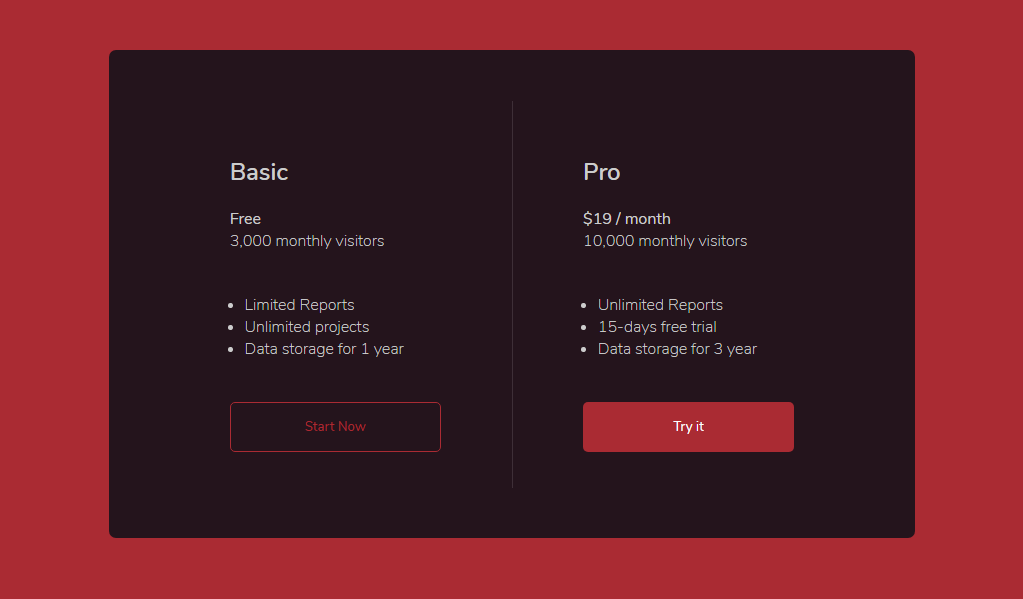 Basic
Free
3,000 monthly visitors
Limited Reports
Unlimited projects
Data storage for 1 year
Start Now
Pro
$19 / month
10,000 monthly visitors
Unlimited Reports
15-days free trial
Data storage for 3 year
Try it